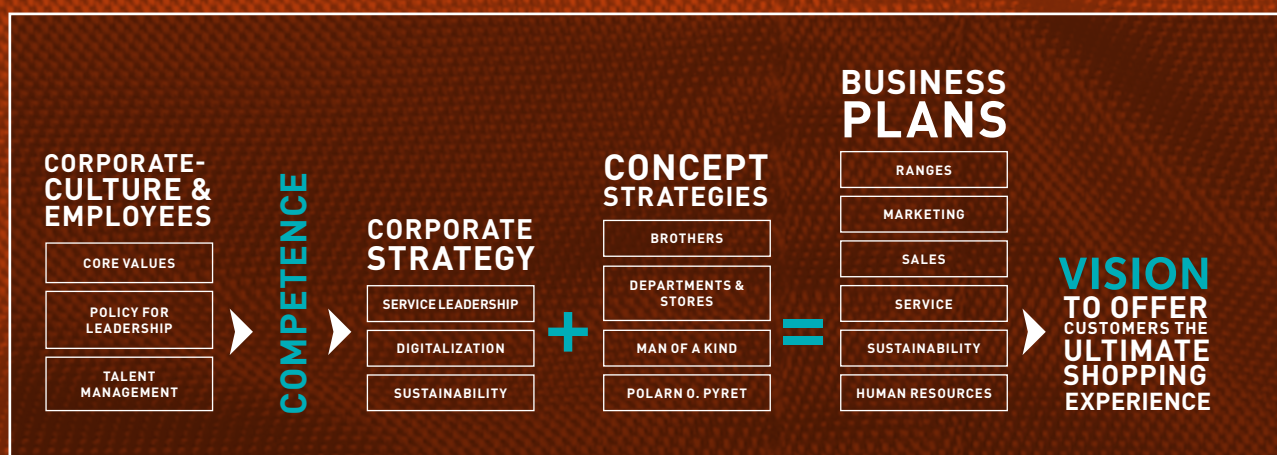 CORPORATE-
CULTURE &
EMPLOYEES
CORE VALUES
POLICY FOR
LEADERSHIP
TALENT
MANAGEMENT
COMPETENCE
CORPORATE
STRATEGY
SERVICE LEADERSHIP
DIGITALIZATION
SUSTAINABILITY
+
CONCEPT
STRATEGIES
BROTHERS
DEPARTMENTS &
STORES
MAN OF A KIND
POLARN O. PYRET
=
BUSINESS
PLANS
RANGES
MARKETING
SALES
SERVICE
SUSTAINABILITY
HUMAN RESOURCES
VISION
TO OFFER
CUSTOMERS THE
ULTIMATE
SHOPPING
EXPERIENCE